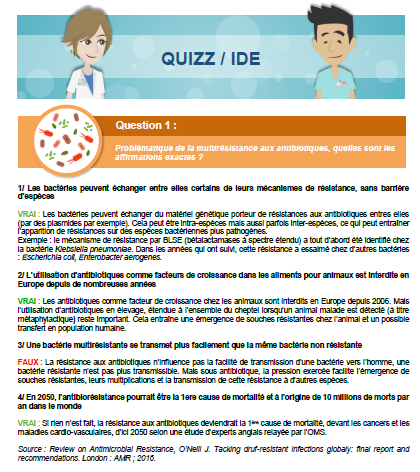 QUIZZ / IDE
Question 1 :
Problématique de la multirésistance aux antibiotiques, quelles sont les
affirmations exactes ?
1/ Les bactéries peuvent échanger entre elles certains de leurs mécanismes de résistance, sans barrière
d'espèces
VRAI : Les bactéries peuvent échanger du matériel génétique porteur de résistances aux antibiotiques entres elles
(par des plasmides par exemple). Cela peut être intra-espèces mais aussi parfois inter-espèces, ce qui peut entraîner
l'apparition de résistances sur des espèces bactériennes plus pathogènes.
Exemple : le mécanisme de résistance par BLSE (bétalactamases à spectre étendu) a tout d'abord été identifié chez
la bactérie Klebsiella pneumoniae. Dans les années qui ont suivi, cette résistance a essaimé chez d'autres bactéries
: Escherichia coli, Enterobacter aerogenes.
2/ L'utilisation d'antibiotiques comme facteurs de croissance dans les aliments pour animaux est interdite en
Europe depuis de nombreuses années
VRAI : Les antibiotiques comme facteur de croissance chez les animaux sont interdits en Europe depuis 2006. Mais
l'utilisation d'antibiotiques en élevage, étendue à l'ensemble du cheptel lorsqu'un animal malade est détecté (à titre
métaphylactique) reste important. Cela entraîne une émergence de souches résistantes chez l'animal et un possible
transfert en population humaine.
3/ Une bactérie multirésistante se transmet plus facilement que la même bactérie non résistante
FAUX : La résistance aux antibiotiques n'influence pas la facilité de transmission d'une bactérie vers l'homme, une
bactérie résistante n'est pas plus transmissible. Mais sous antibiotique, la pression exercée facilite l'émergence de
souches résistantes, leurs multiplications et la transmission de cette résistance à d'autres espèces.
4/ En 2050, l'antibiorésistance pourrait être la 1ere cause de mortalité et à l'origine de 10 millions de morts par
an dans le monde
VRAI : Si rien n'est fait, la résistance aux antibiotiques deviendrait la 1ère cause de mortalité, devant les cancers et les
maladies cardio-vasculaires, d'ici 2050 selon une étude d'experts anglais relayée par l'OMS.
Source : Review on Antimicrobial Resistance, O'Neill J. Tacking druf-resistant infections globally: final report and
recommendations. London : AMR ; 2016.